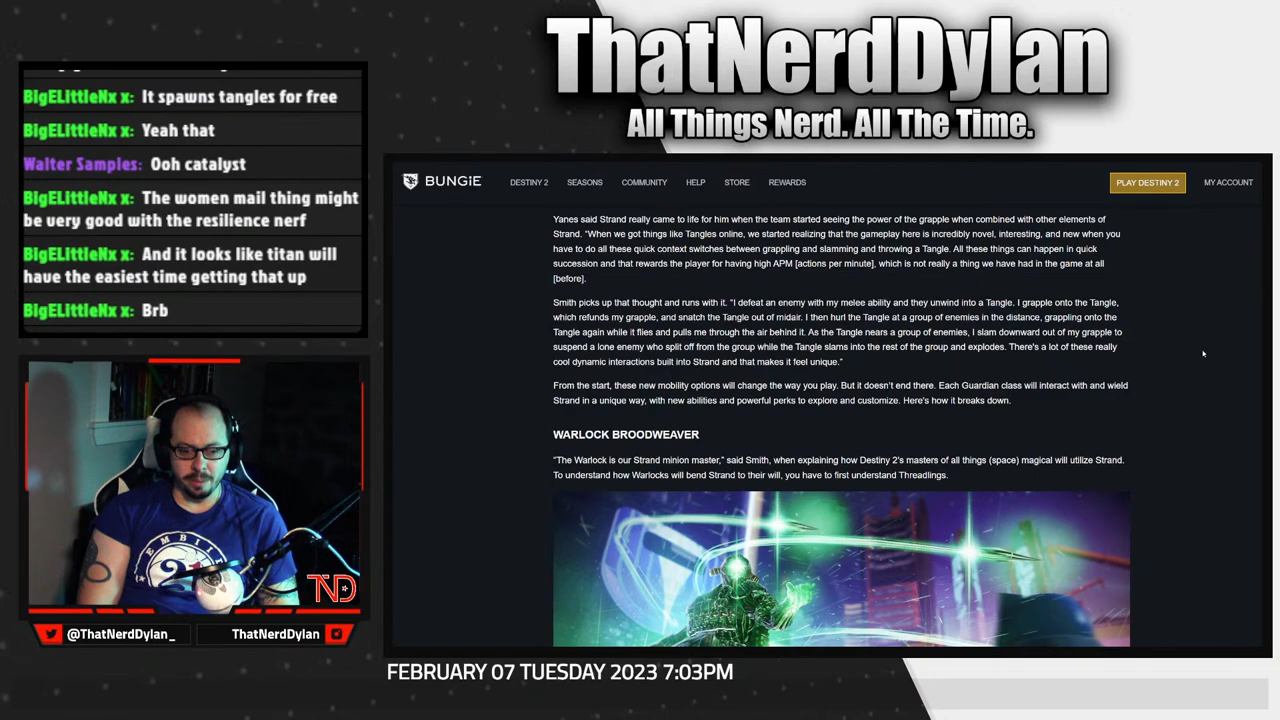 ThatNerdDylan
All Things Nerd. All The Time.
BigELittleNx x: It spawns tangles for free
BigELittleNx x: Yeah that
Walter Samples: Ooh catalyst
BigELittleNx x: The women mail thing might
be very good with the resilience nerf
BigELittleNx x: And it looks like titan will
have the easiest time getting that up
BigELittleNx x: Brb
BUNGiE
DESTINY 2
SEASONS
COMMUNITY
HELP
STORE
REWARDS
PLAY DESTINY 2
MY ACCOUNT
Yanes said Strand really came to life for him when the team started seeing the power of the grapple when combined with other elements of
Strand. “When we got things like Tangles online, we started realizing that the gameplay here is incredibly novel, interesting, and new when you
have to do all these quick context switches between grappling and slamming and throwing a Tangle. All these things can happen in quick
succession and that rewards the player for having high APM [actions per minute], which is not really a thing we have had in the game at all
[before].
Smith picks up that thought and runs with it. “I defeat an enemy with my melee ability and they unwind into a Tangle. I grapple onto the Tangle,
which refunds my grapple, and snatch the Tangle out of midair. I then hurl the Tangle at a group of enemies in the distance, grappling onto the
Tangle again while it flies and pulls me through the air behind it. As the Tangle nears a group of enemies, I slam downward out of my grapple to
suspend a lone enemy who split off from the group while the Tangle slams into the rest of the group and explodes. There's a lot of these really
cool dynamic interactions built into Strand and that makes it feel unique.”
From the start, these new mobility options will change the way you play. But it doesn't end there. Each Guardian class will interact with and wield
Strand in a unique way, with new abilities and powerful perks to explore and customize. Here's how it breaks down.
WARLOCK BROODWEAVER
“The Warlock is our Strand minion master,” said Smith, when explaining how Destiny 2's masters of all things (space) magical will utilize Strand.
To understand how Warlocks will bend Strand to their will, you have to first understand Threadlings.
TND
@ThatNerdDylan_
ThatNerdDylan
FEBRUARY 07 TUESDAY 2023 7:03PM